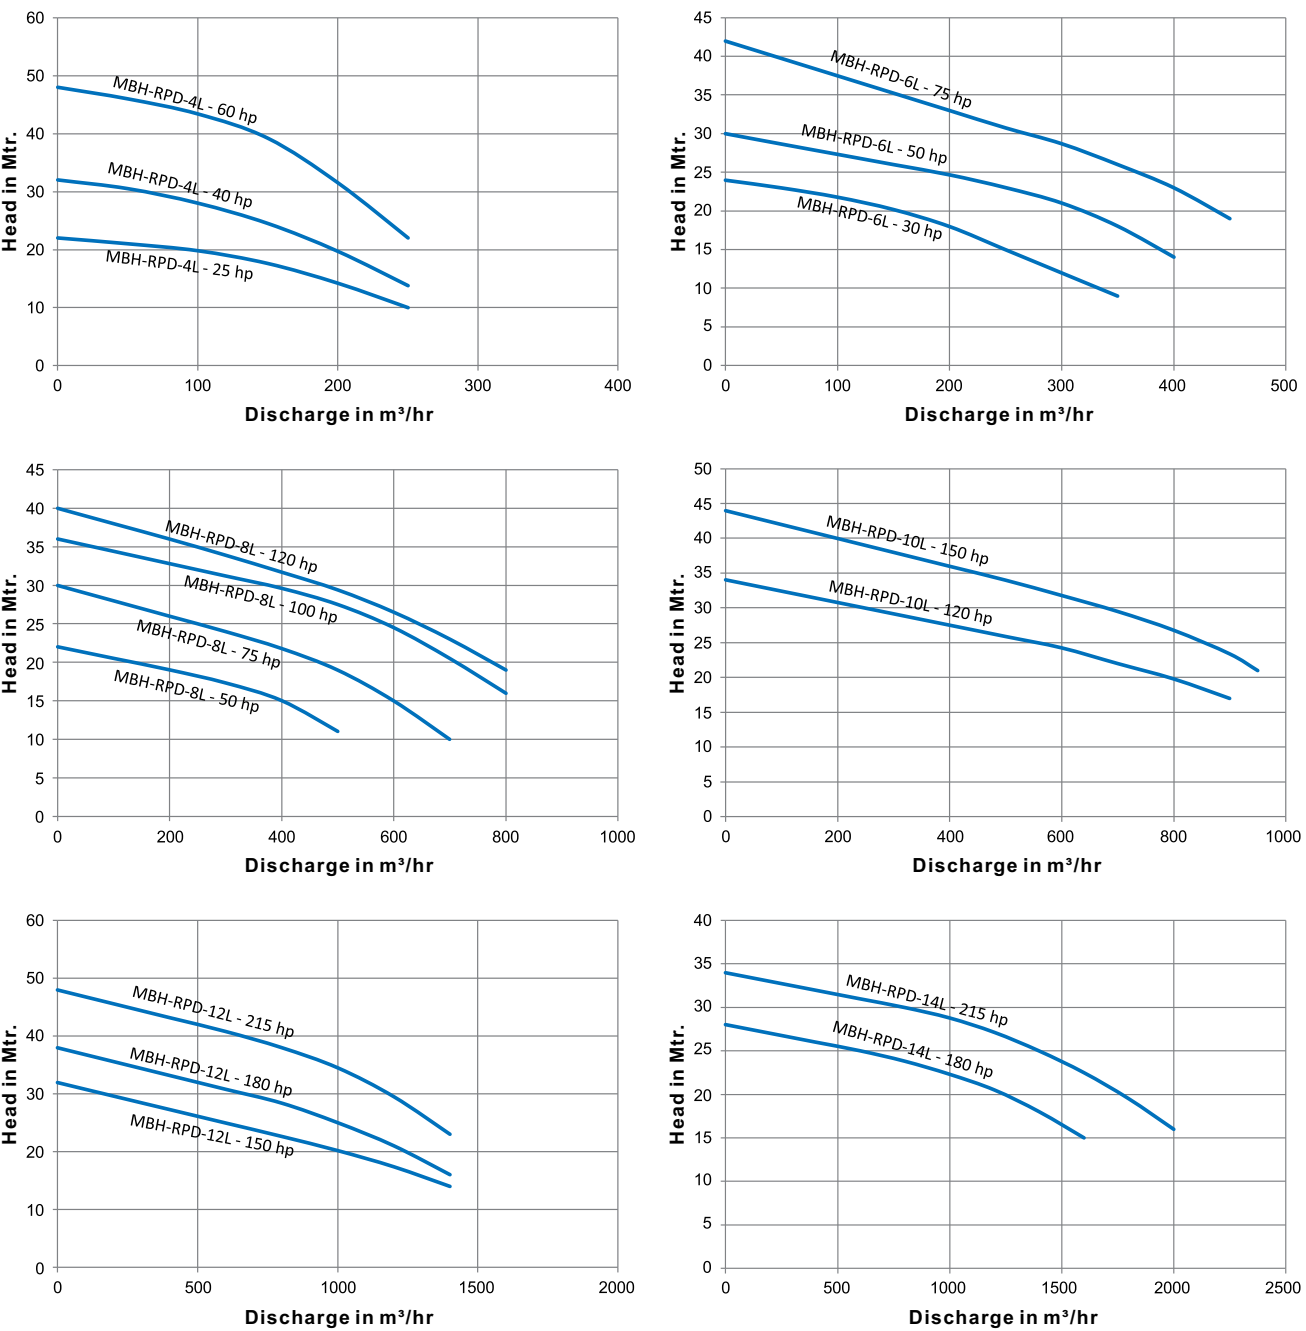 60
50
40
30
20
10
0
Head in Mtr.
MBH-RPD-4L - 60 hp
MBH-RPD-4L - 40 hp
MBH-RPD-4L - 25 hp
0 100 200 300 400
Discharge in m³/hr
45
40
35
30
25
20
15
10
5
0
Head in Mtr.
MBH-RPD-6L - 75 hp
MBH-RPD-6L - 50 hp
MBH-RPD-6L - 30 hp
0 100 200 300 400 500
Discharge in m³/hr
45
40
35
30
25
20
15
10
5
0
Head in Mtr.
MBH-RPD-8L - 120 hp
MBH-RPD-8L - 100 hp
MBH-RPD-8L - 75 hp
MBH-RPD-8L - 50 hp
0 200 400 600 800 1000
Discharge in m³/hr
50
45
40
35
30
25
20
15
10
5
0
Head in Mtr.
MBH-RPD-10L - 150 hp
MBH-RPD-10L - 120 hp
0 200 400 600 800 1000
Discharge in m³/hr
60
50
40
30
20
10
0
Head in Mtr.
MBH-RPD-12L - 215 hp
MBH-RPD-12L - 180 hp
MBH-RPD-12L - 150 hp
0 500 1000 1500 2000
Discharge in m³/hr
40
35
30
25
20
15
10
5
0
Head in Mtr.
MBH-RPD-14L - 215 hp
MBH-RPD-14L - 180 hp
0 500 1000 1500 2000 2500
Discharge in m³/hr